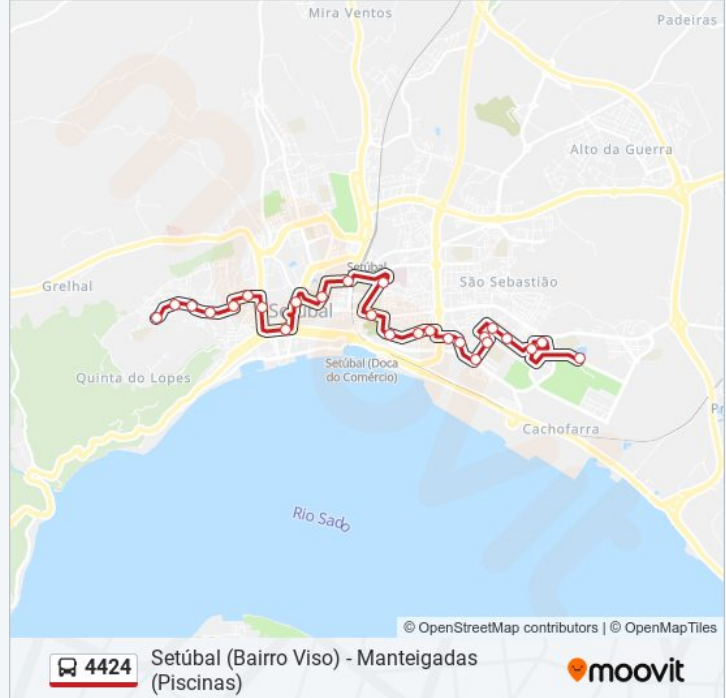 Mira Ventos
Padeiras
Alto da Guerra
Grelhal
Setúbal
São Sebastião
Setúbal
Quinta do Lopes
Setúbal (Doca
do Comércio)
Cachofarra
Rio Sado
© OpenStreetMap contributors | © OpenMapTiles
4424
Setúbal (Bairro Viso) - Manteigadas
(Piscinas)
moovit